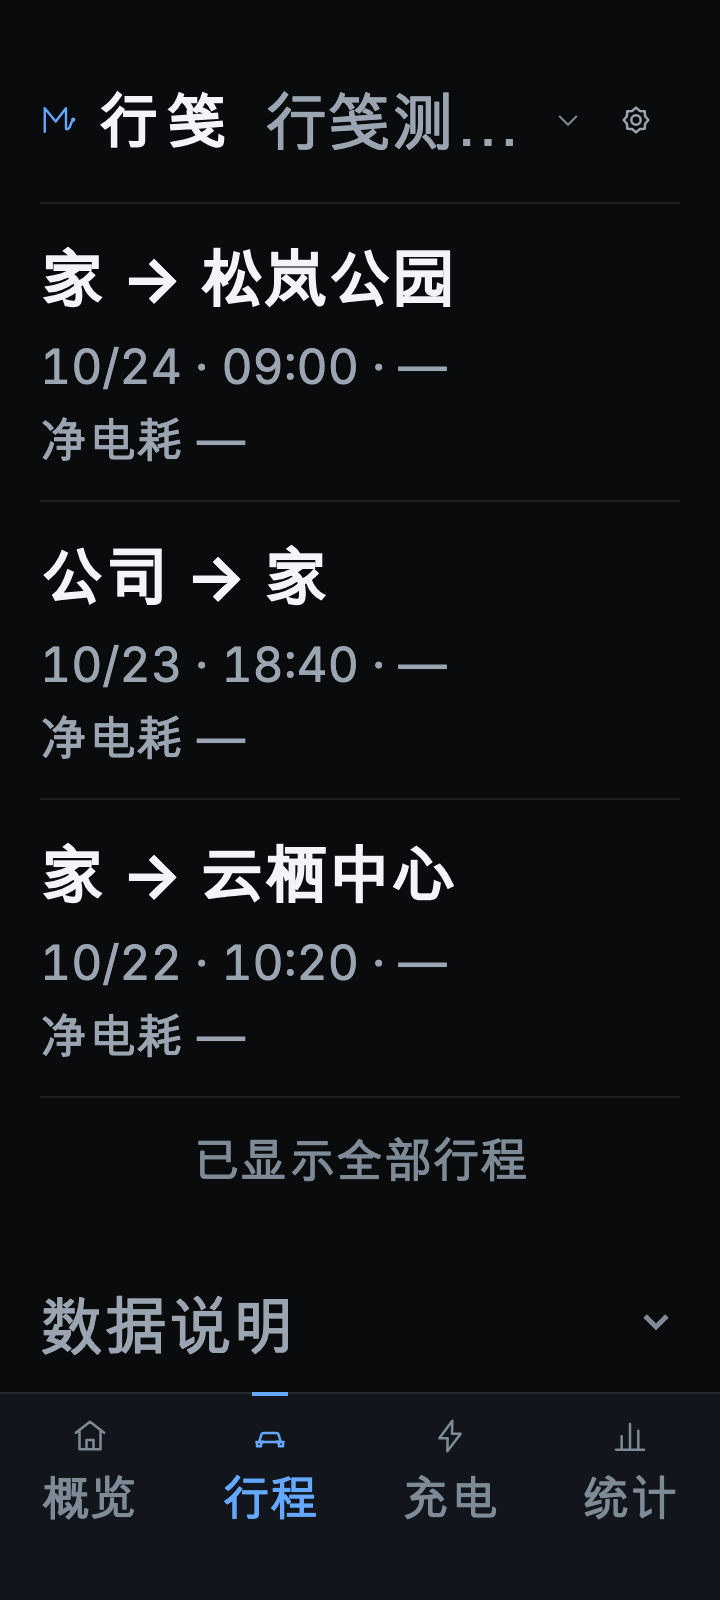 行笺 行笺测...
家 → 松岚公园
10/24 · 09:00 · —
净电耗 —
公司 → 家
10/23 · 18:40 · —
净电耗 —
家 → 云栖中心
10/22 · 10:20 · —
净电耗 —
已显示全部行程
数据说明
概览 行程 充电 统计